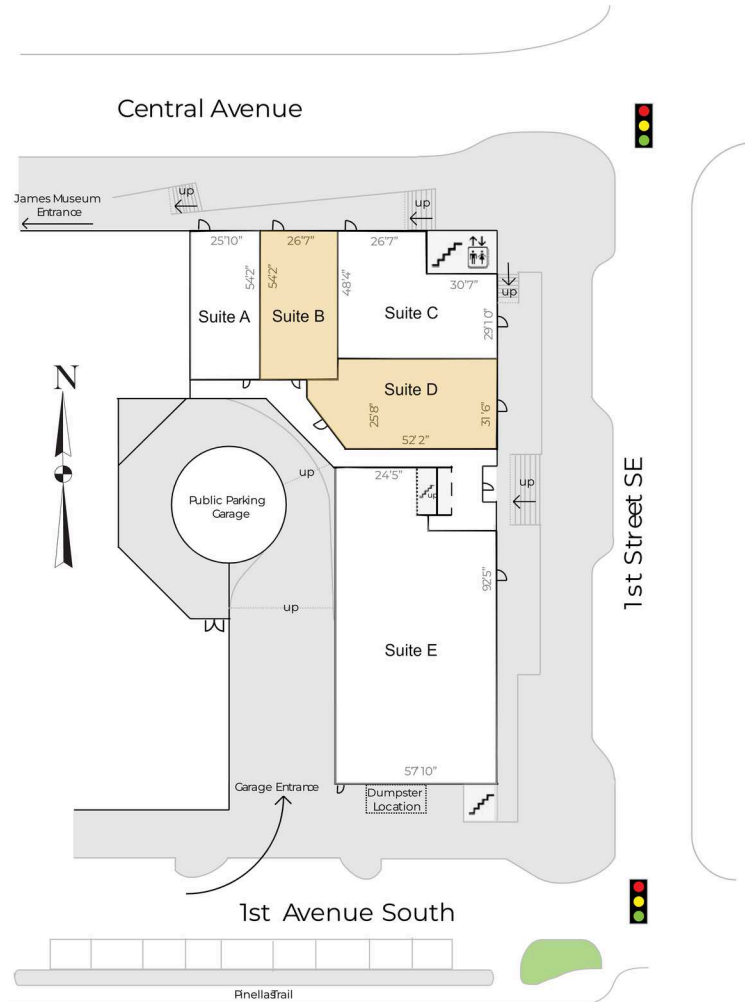 Central Avenue
James Museum
Entrance
up
up
25'10"
26'7"
26'7"
54'2"
54'2"
48'4"
30'7"
up
29'10"
Suite A
Suite B
Suite C
N
Suite D
25'8"
31'6"
52'2"
24'5"
up
up
up
Public Parking
Garage
1st Street SE
92'5"
up
Suite E
57'10"
Garage Entrance
Dumpster
Location
1st Avenue South
PinellasTrail